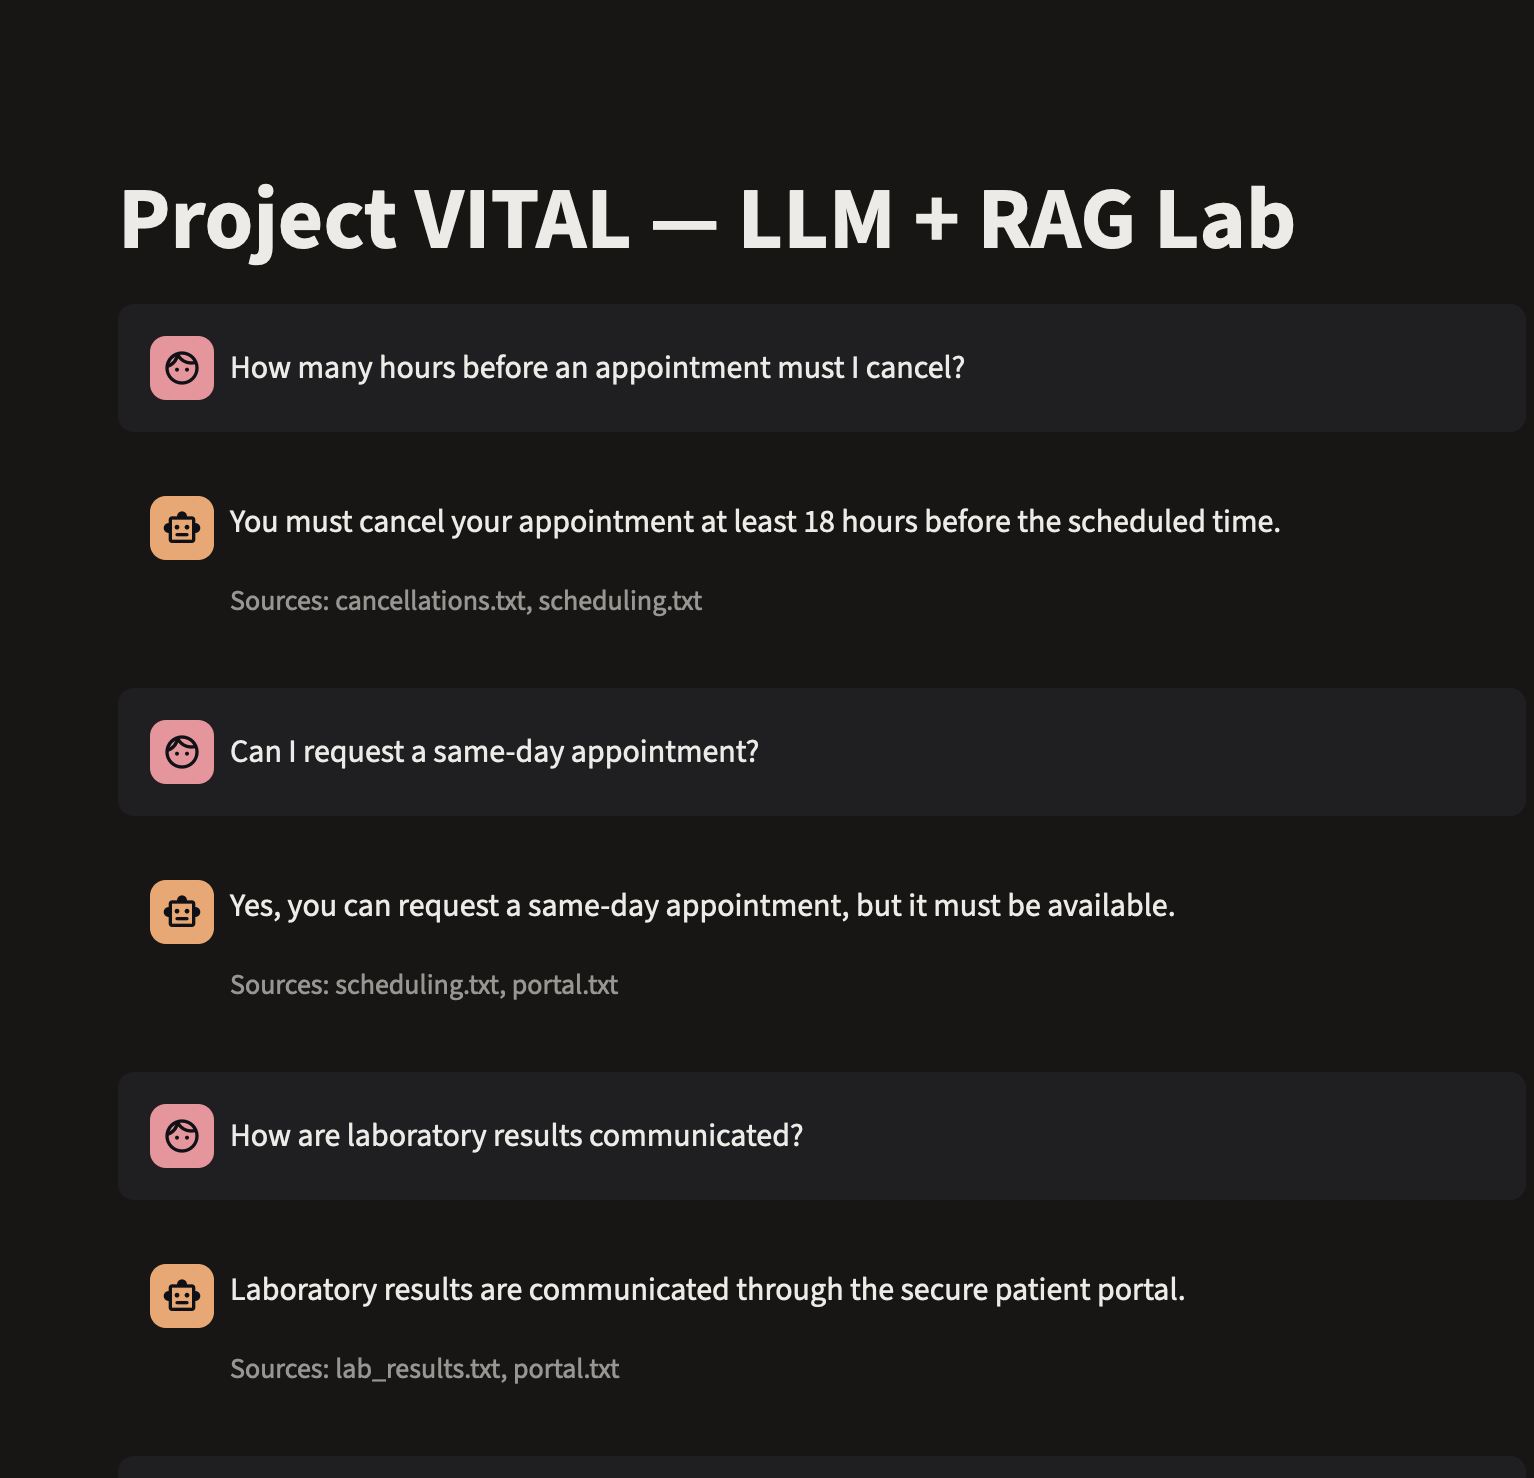 Project VITAL — LLM + RAG Lab
How many hours before an appointment must I cancel?
You must cancel your appointment at least 18 hours before the scheduled time.
Sources: cancellations.txt, scheduling.txt
Can I request a same-day appointment?
Yes, you can request a same-day appointment, but it must be available.
Sources: scheduling.txt, portal.txt
How are laboratory results communicated?
Laboratory results are communicated through the secure patient portal.
Sources: lab_results.txt, portal.txt